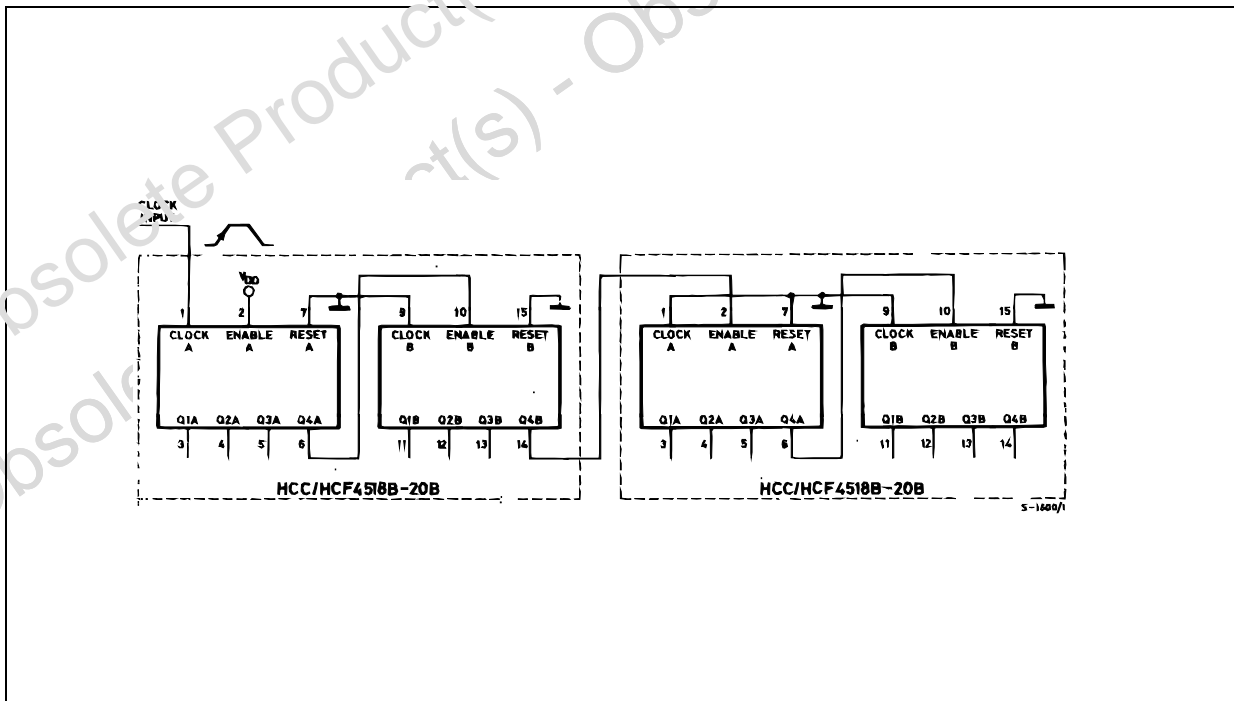 Obsolete Product(
bsolete
ct(s) - Obs
CLOCK
INPUT
VDD
1 2 7 9 10 15
CLOCK A ENABLE A RESET A
CLOCK B ENABLE B RESET B
Q1A Q2A Q3A Q4A
Q1B Q2B Q3B Q4B
3 4 5 6 11 12 13 14
HCC/HCF4518B-20B
1 2 7 9 10 15
CLOCK A ENABLE A RESET A
CLOCK B ENABLE B RESET B
Q1A Q2A Q3A Q4A
Q1B Q2B Q3B Q4B
3 4 5 6 11 12 13 14
HCC/HCF4518B-20B
S-1600/1